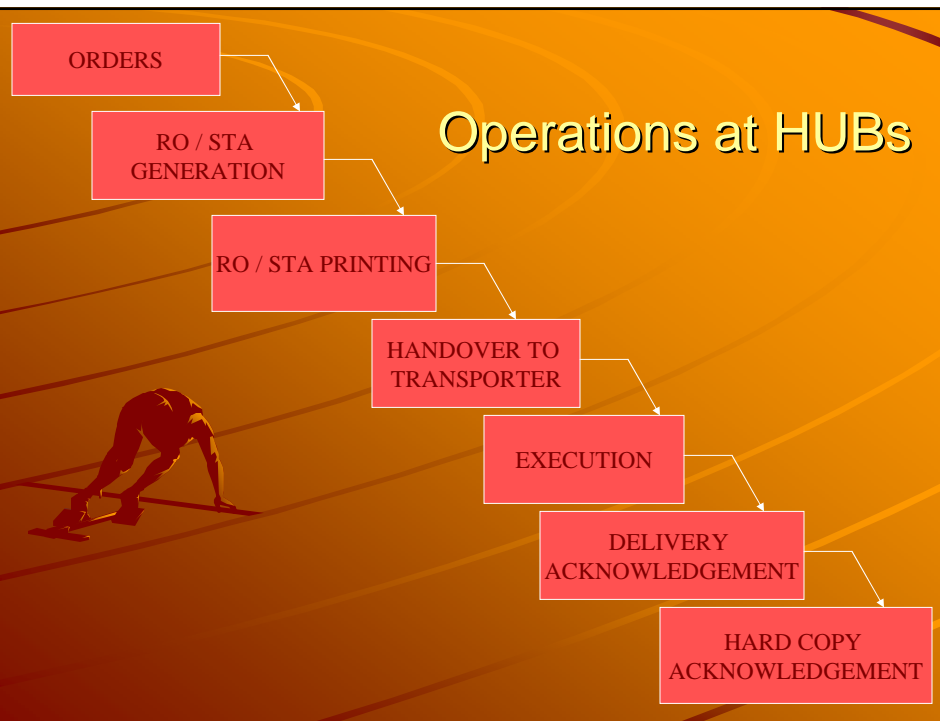 ORDERS
Operations at HUBs
RO / STA
GENERATION
RO / STA PRINTING
HANDOVER TO
TRANSPORTER
EXECUTION
DELIVERY
ACKNOWLEDGEMENT
HARD COPY
ACKNOWLEDGEMENT